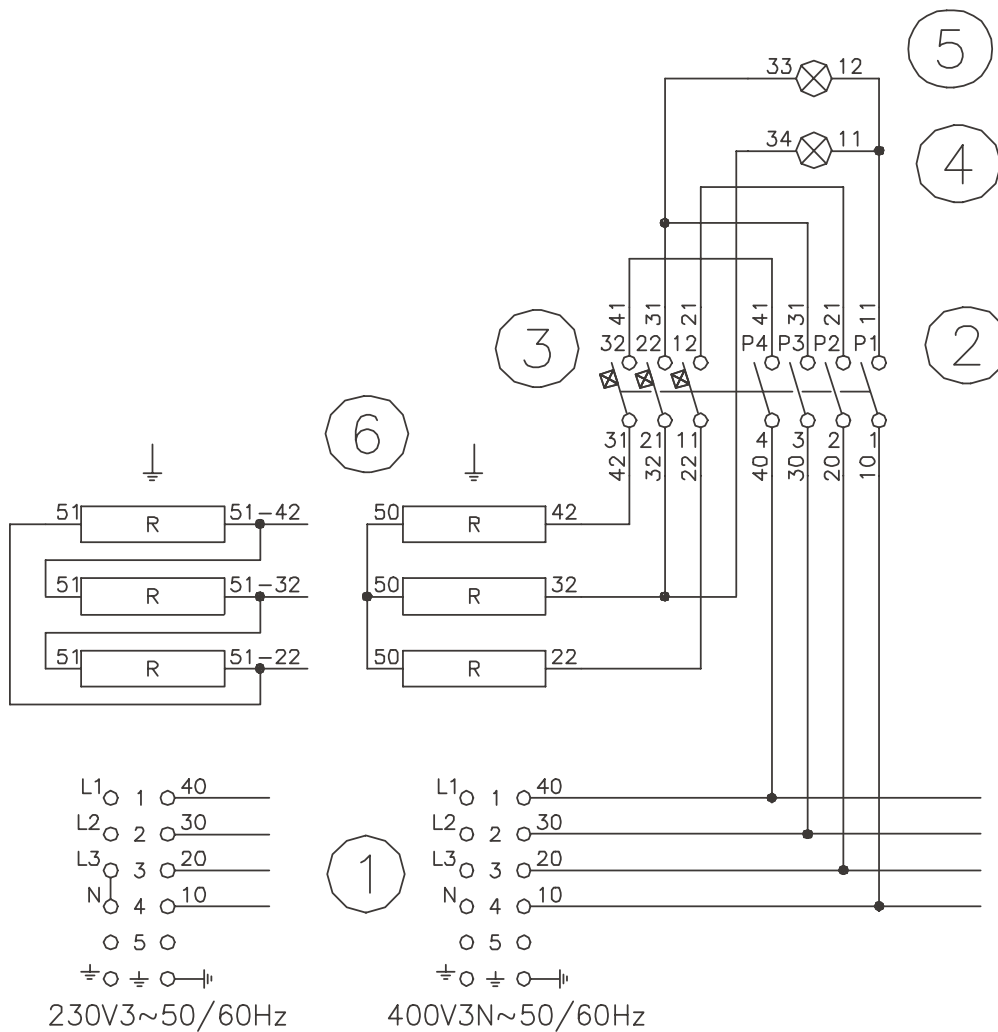 5
33 12
34 11
4
41 31 21 41 31 21 11
3
32 22 12 P4 P3 P2 P1
2
31 21 11 4 3 2 1
42 32 22 40 30 20 10
6
51 R 51-42
50 R 42
51 R 51-32
50 R 32
51 R 51-22
50 R 22
L1 1 40
L1 1 40
L2 2 30
L2 2 30
L3 3 20
L3 3 20
1
N 4 10
N 4 10
5
5
230V3~50/60Hz
400V3N~50/60Hz